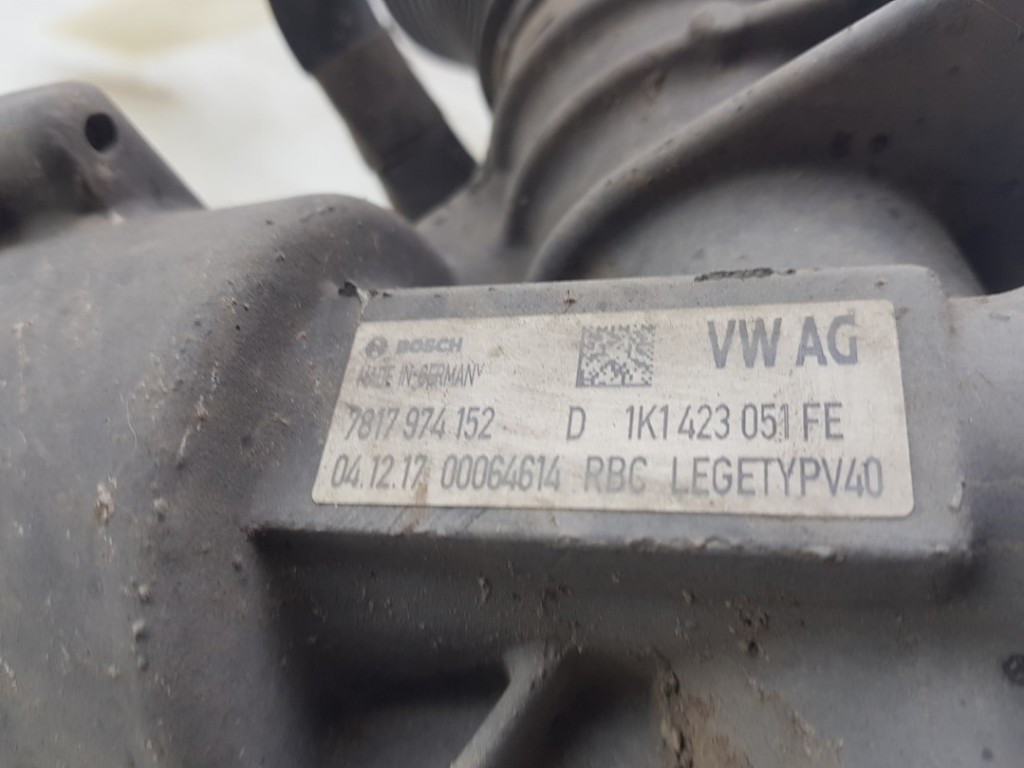 BOSCH
MADE IN GERMANY
VW AG
7817 974 152 D 1K1 423 051 FE
04.12.17 00064614 RBC LEGETYPV40